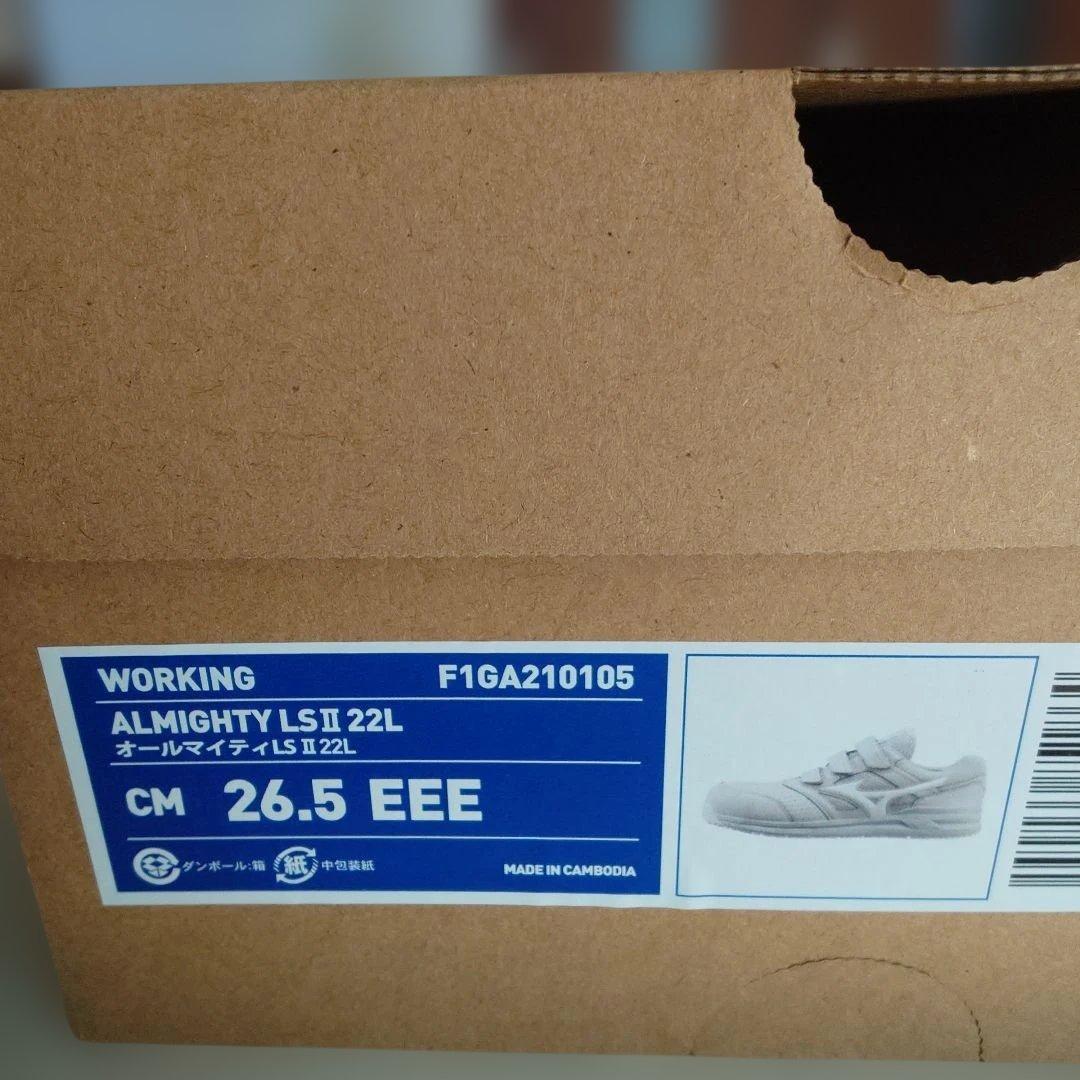 WORKING F1GA210105
ALMIGHTY LSⅡ 22L
オールマイティLSⅡ22L
CM 26.5 EEE
ダンボール:箱 紙 中包装紙 MADE IN CAMBODIA